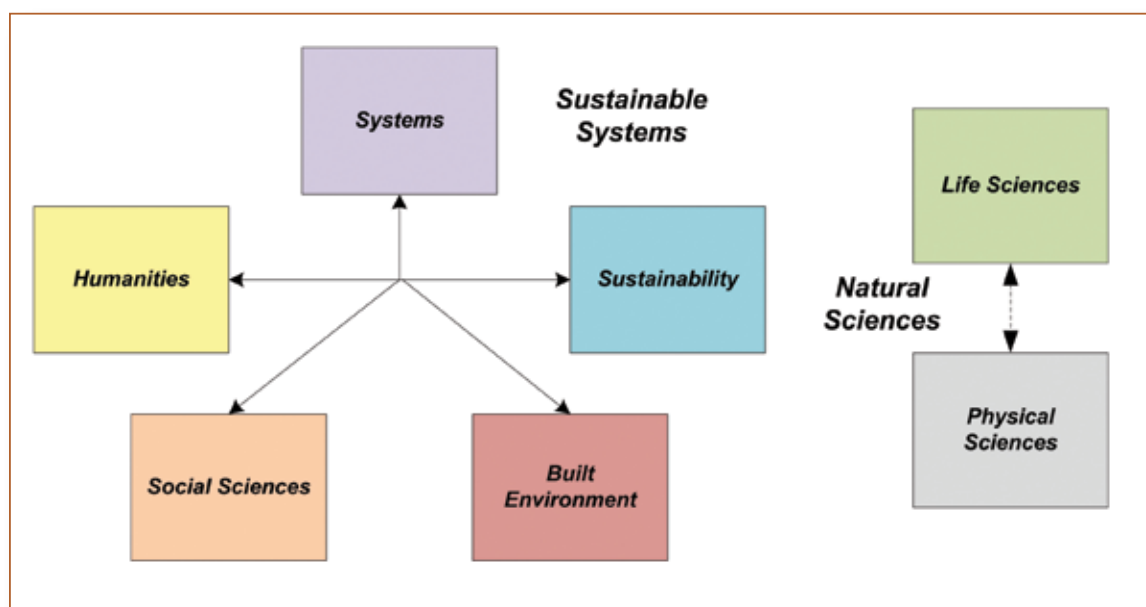 Systems
Sustainable
Systems
Life Sciences
Humanities
Sustainability
Natural
Sciences
Physical
Sciences
Social Sciences
Built
Environment